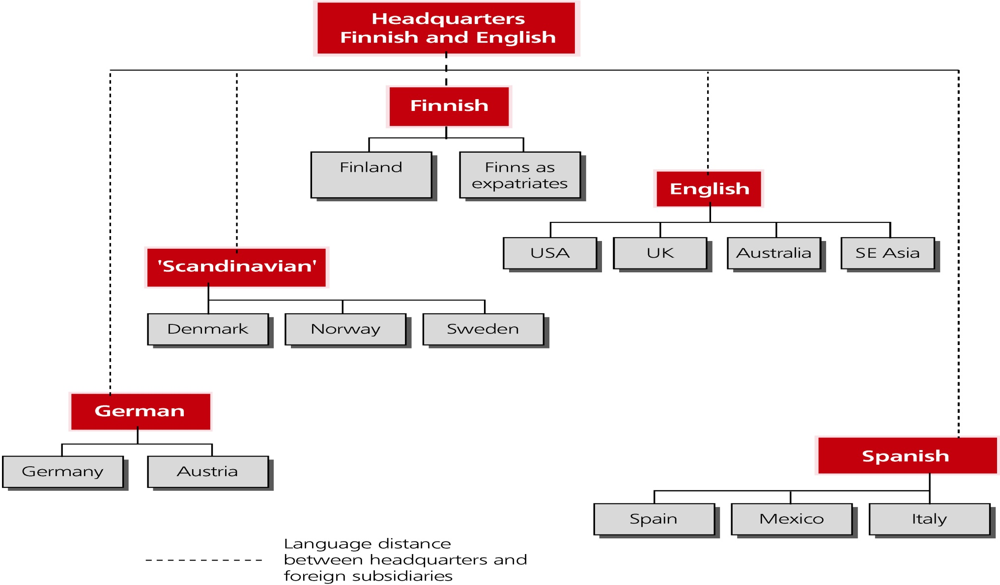 Headquarters
Finnish and English
Finnish
Finland
Finns as
expatriates
English
USA
UK
Australia
SE Asia
'Scandinavian'
Denmark
Norway
Sweden
German
Germany
Austria
Spanish
Spain
Mexico
Italy
Language distance
between headquarters and
foreign subsidiaries